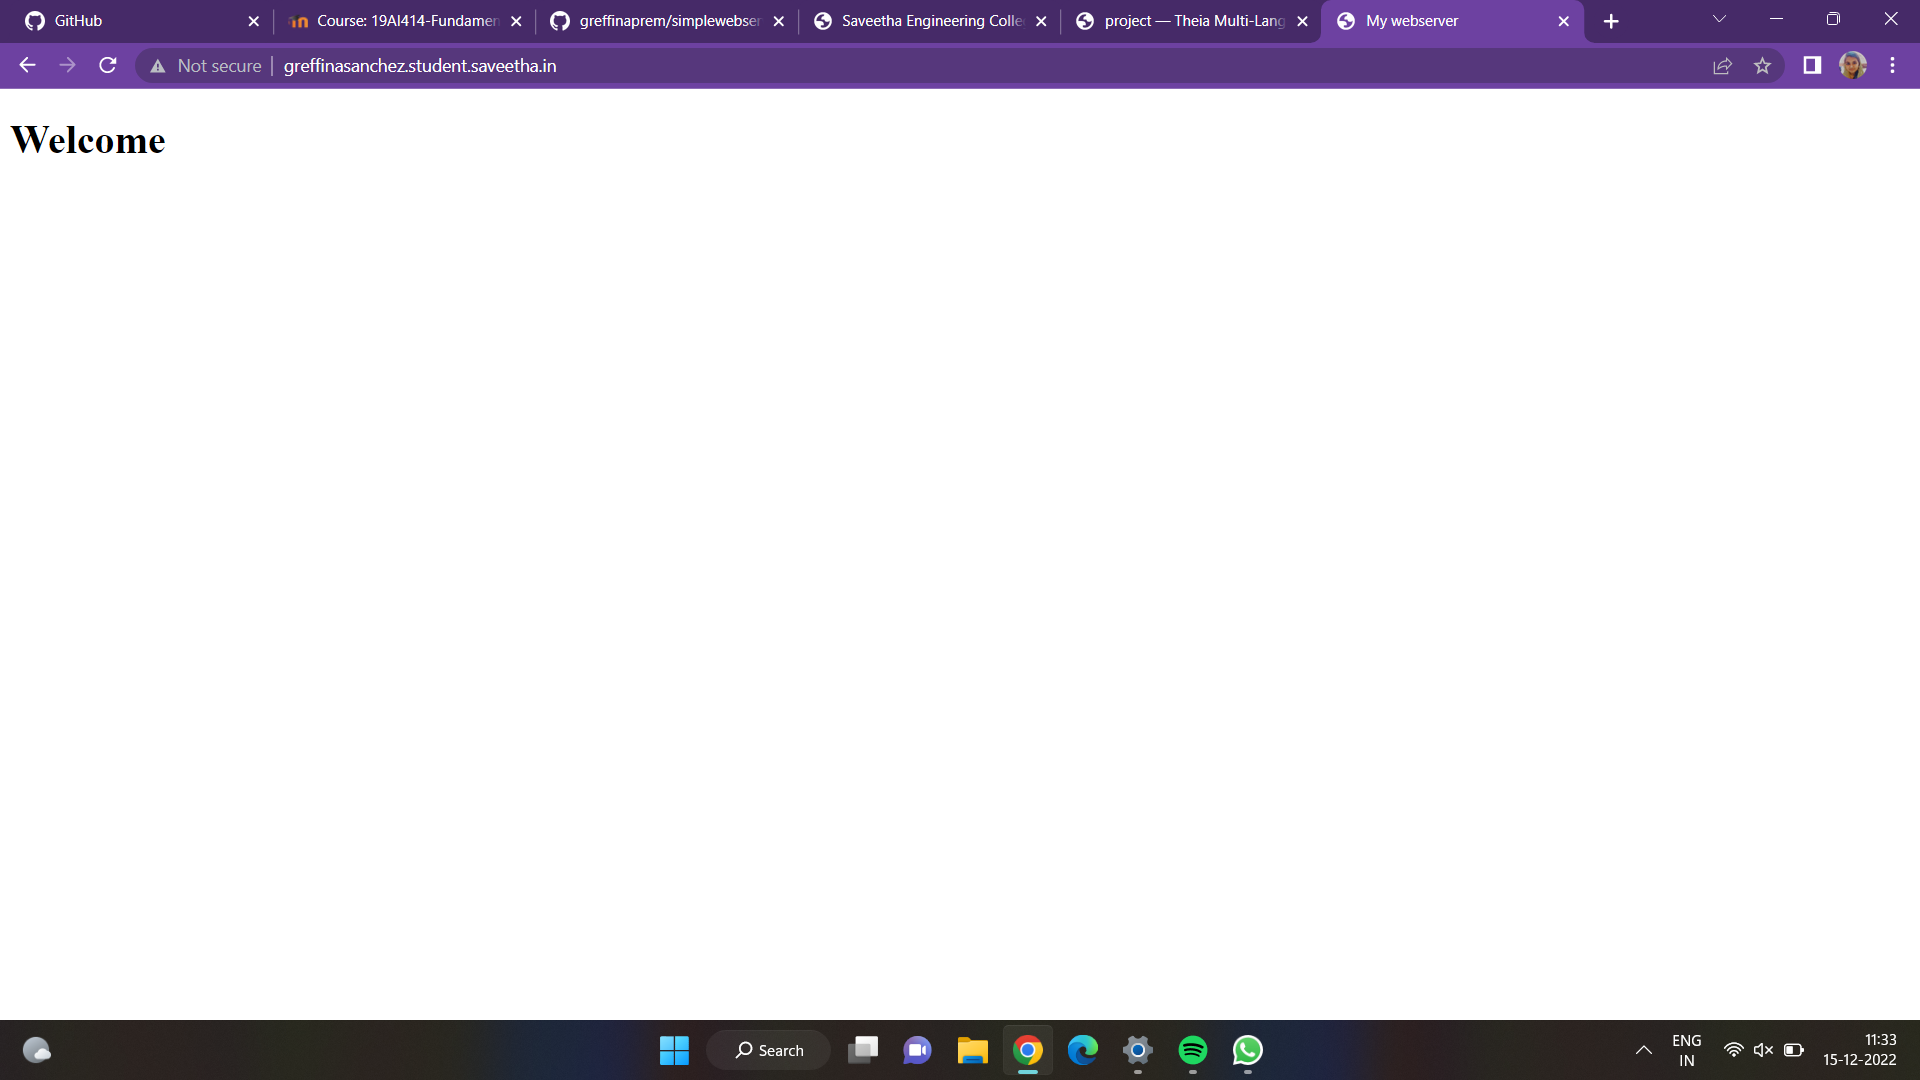 GitHub
Course: 19AI414-Fundamen
greffinaprem/simplewebser
Saveetha Engineering Colle
project — Theia Multi-Lang
My webserver
Not secure
greffinasanchez.student.saveetha.in
Welcome
Search
ENG
IN
11:33
15-12-2022